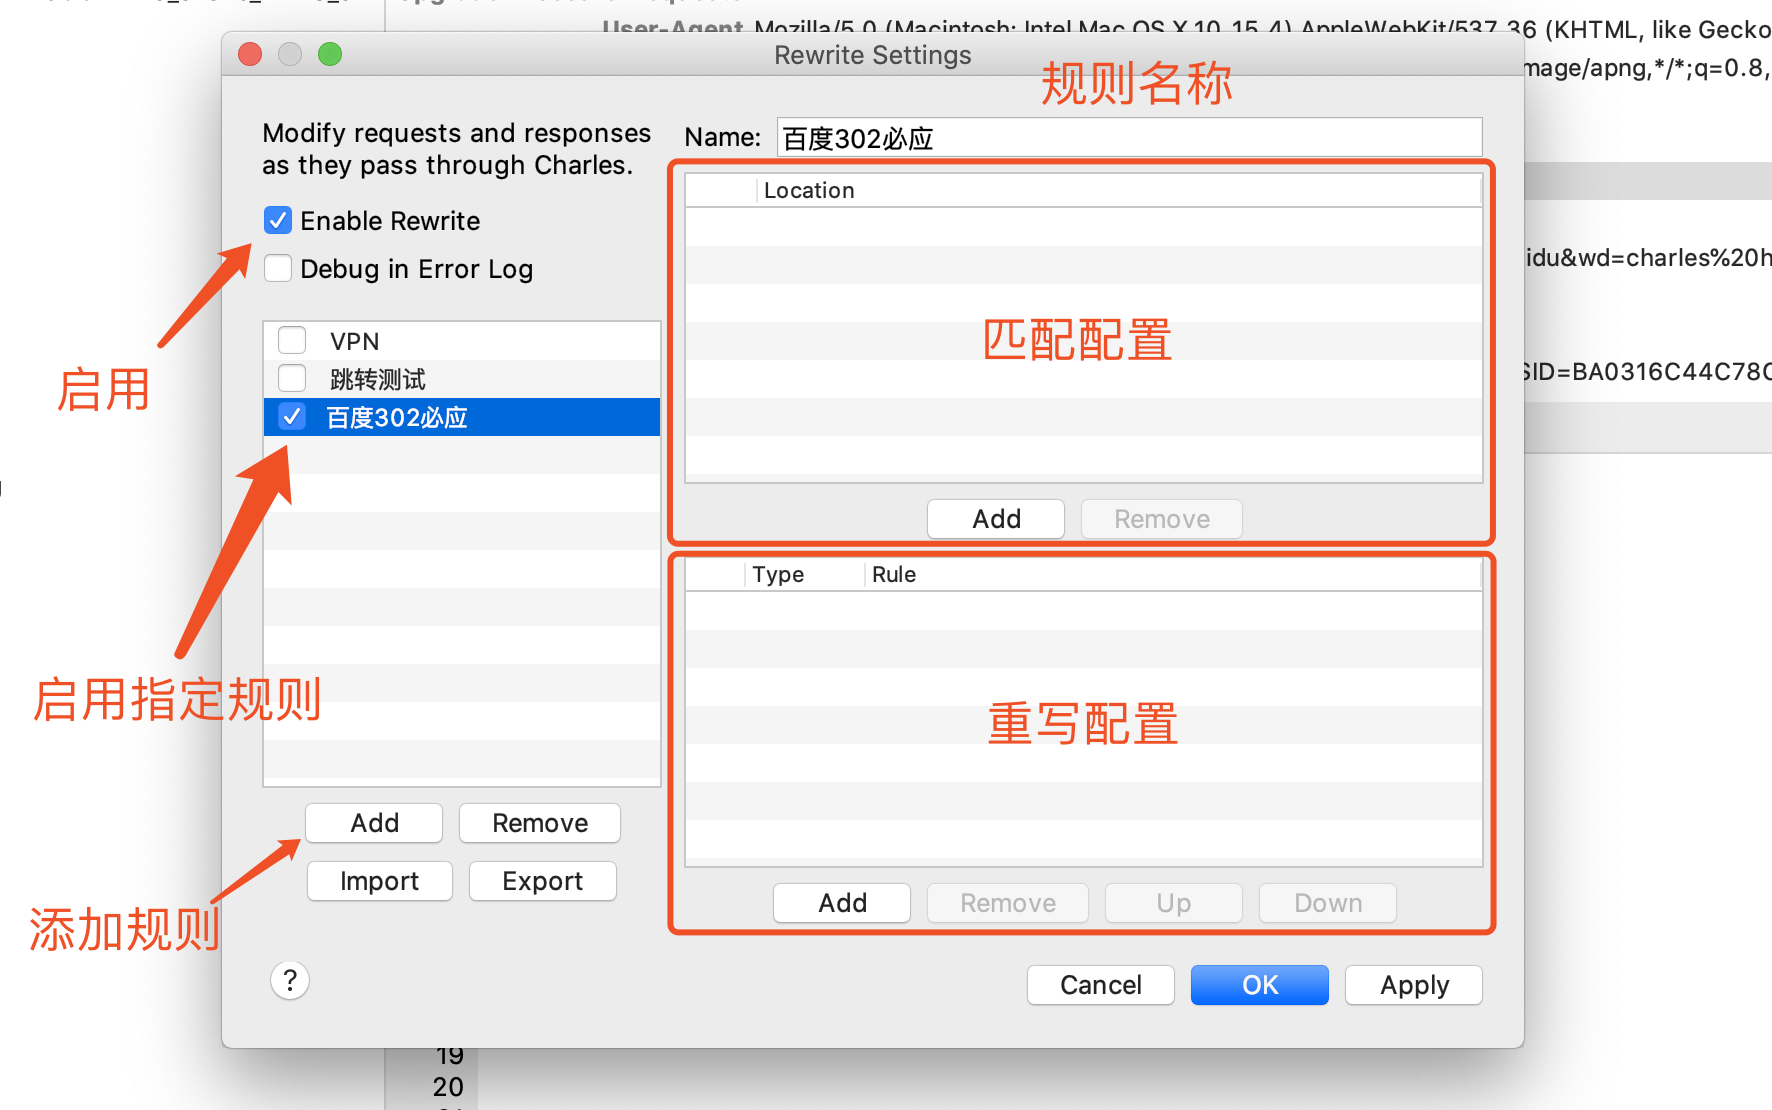 User-Agent Mozilla/5.0 (Macintosh; Intel Mac OS X 10_15_4) AppleWebKit/537.36 (KHTML, like Gecko
Rewrite Settings
mage/apng,*/*;q=0.8,
规则名称
Modify requests and responses
as they pass through Charles.
Name: 百度302必应
Enable Rewrite
Debug in Error Log
启用
VPN
跳转测试
百度302必应
启用指定规则
Add Remove
Import Export
添加规则
?
Location
匹配配置
Add Remove
Type Rule
重写配置
Add Remove Up Down
Cancel OK Apply
idu&wd=charles%20h
SID=BA0316C44C78C
19
20